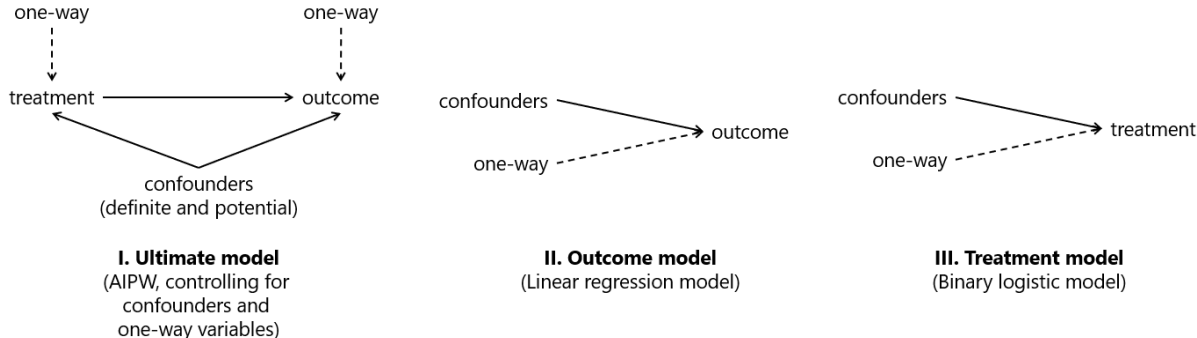 one-way
one-way
treatment
outcome
confounders
(definite and potential)
I. Ultimate model
(AIPW, controlling for
confounders and
one-way variables)
confounders
outcome
one-way
II. Outcome model
(Linear regression model)
confounders
treatment
one-way
III. Treatment model
(Binary logistic model)